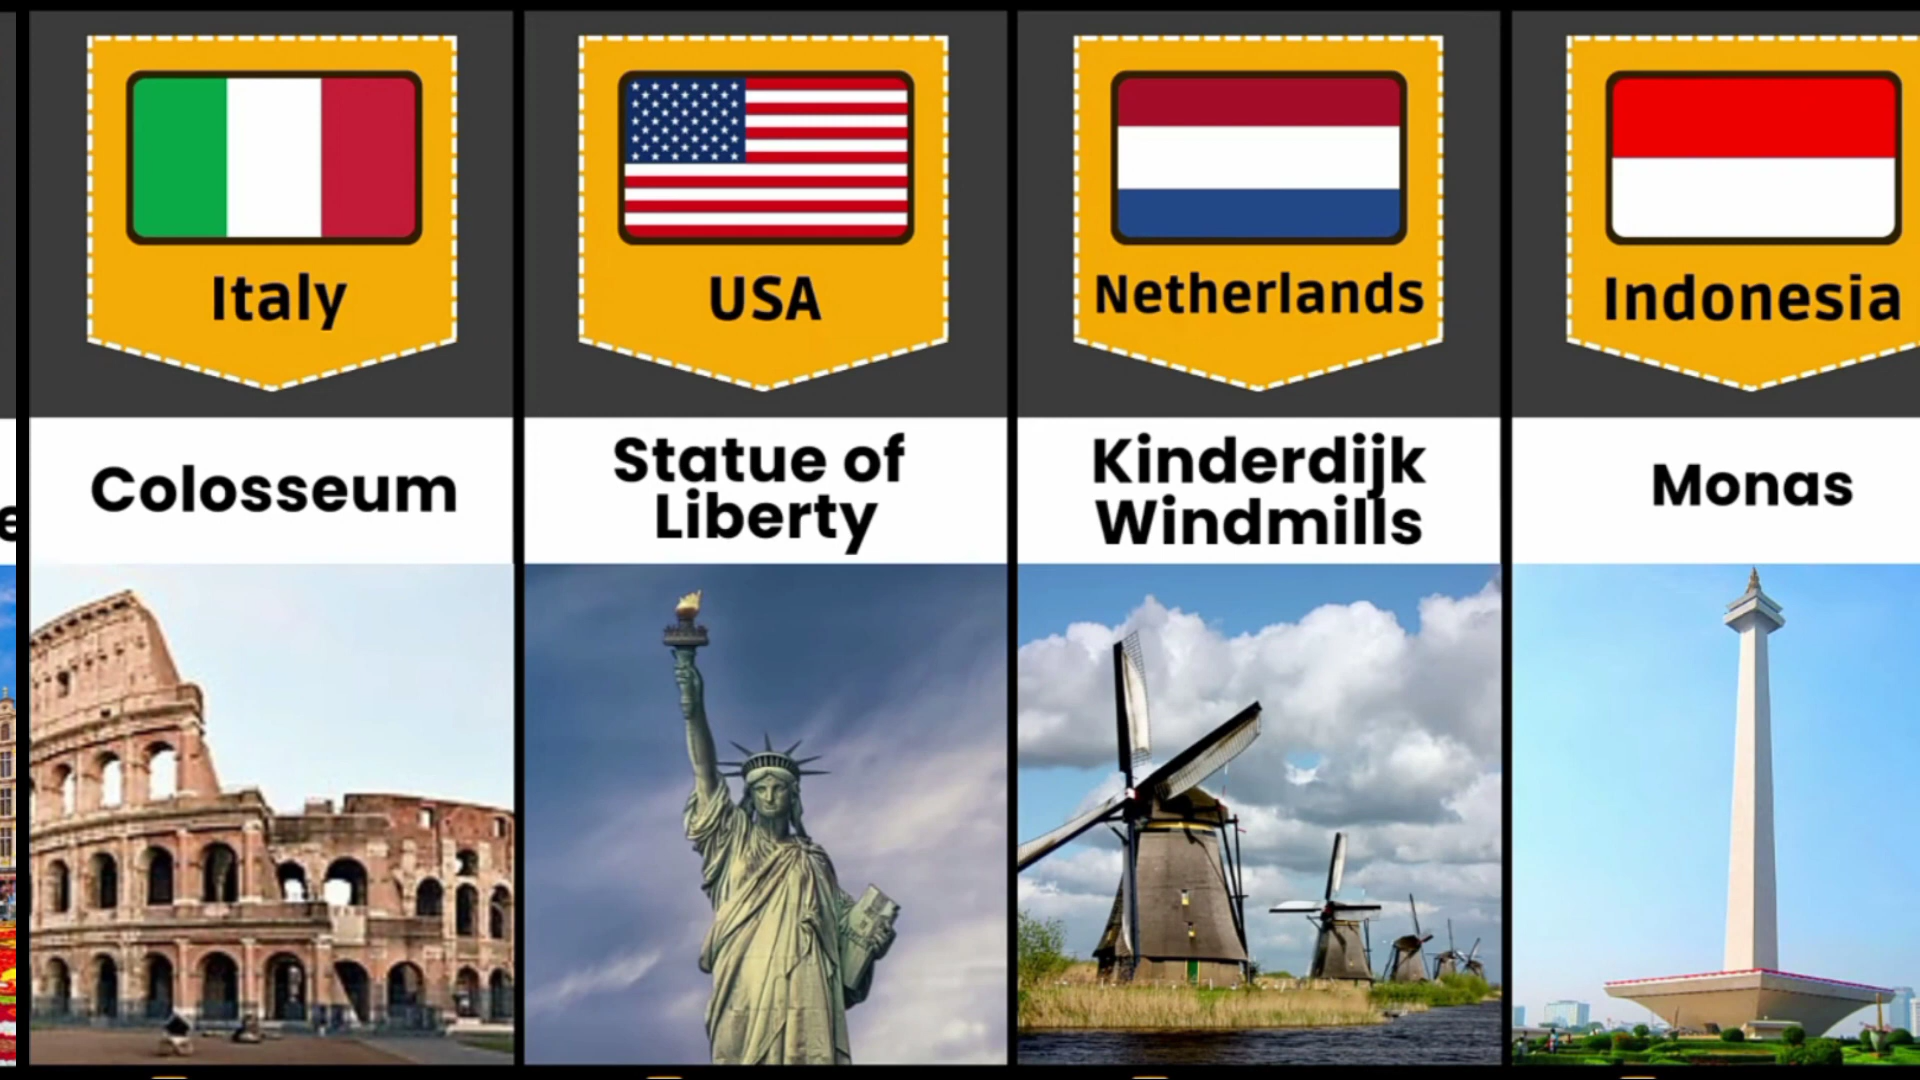 Italy
USA
Netherlands
Indonesia
Colosseum
Statue of
Liberty
Kinderdijk
Windmills
Monas